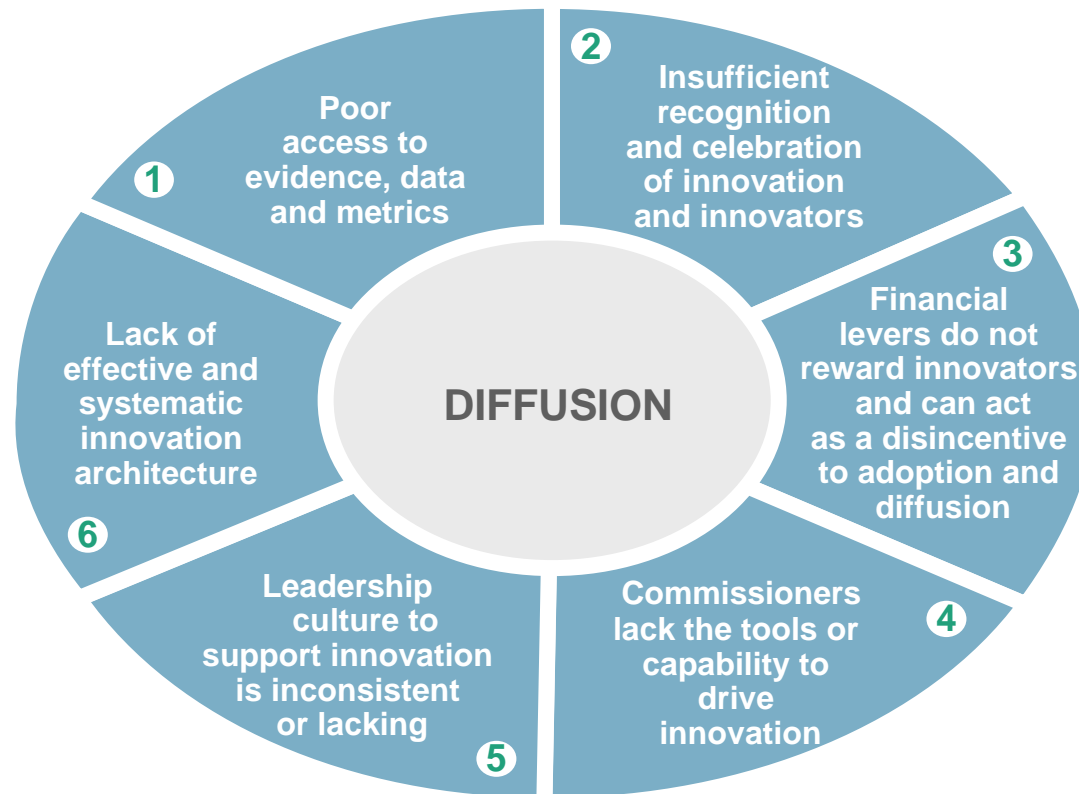 1
Poor
access to
evidence, data
and metrics
2
Insufficient
recognition
and celebration
of innovation
and innovators
3
Financial
levers do not
reward innovators
and can act
as a disincentive
to adoption and
diffusion
4
Commissioners
lack the tools or
capability to
drive
innovation
5
Leadership
culture to
support innovation
is inconsistent
or lacking
6
Lack of
effective and
systematic
innovation
architecture
DIFFUSION